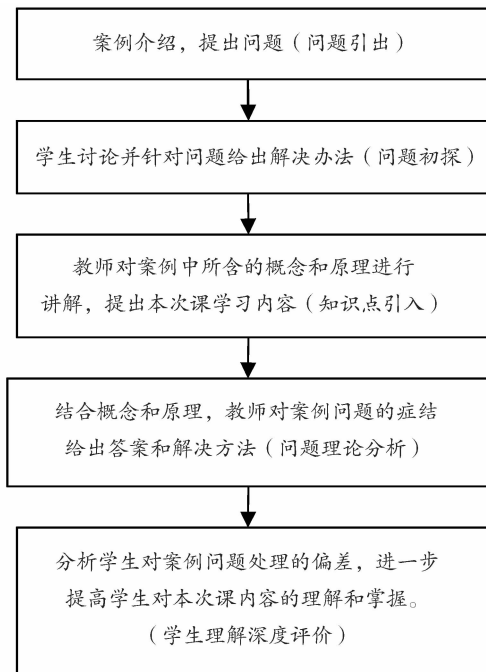 案例介绍，提出问题（问题引出）
学生讨论并针对问题给出解决办法（问题初探）
教师对案例中所含的概念和原理进行
讲解，提出本次课学习内容（知识点引入）
结合概念和原理，教师对案例问题的症结
给出答案和解决方法（问题理论分析）
分析学生对案例问题处理的偏差，进一步
提高学生对本次课内容的理解和掌握。
（学生理解深度评价）